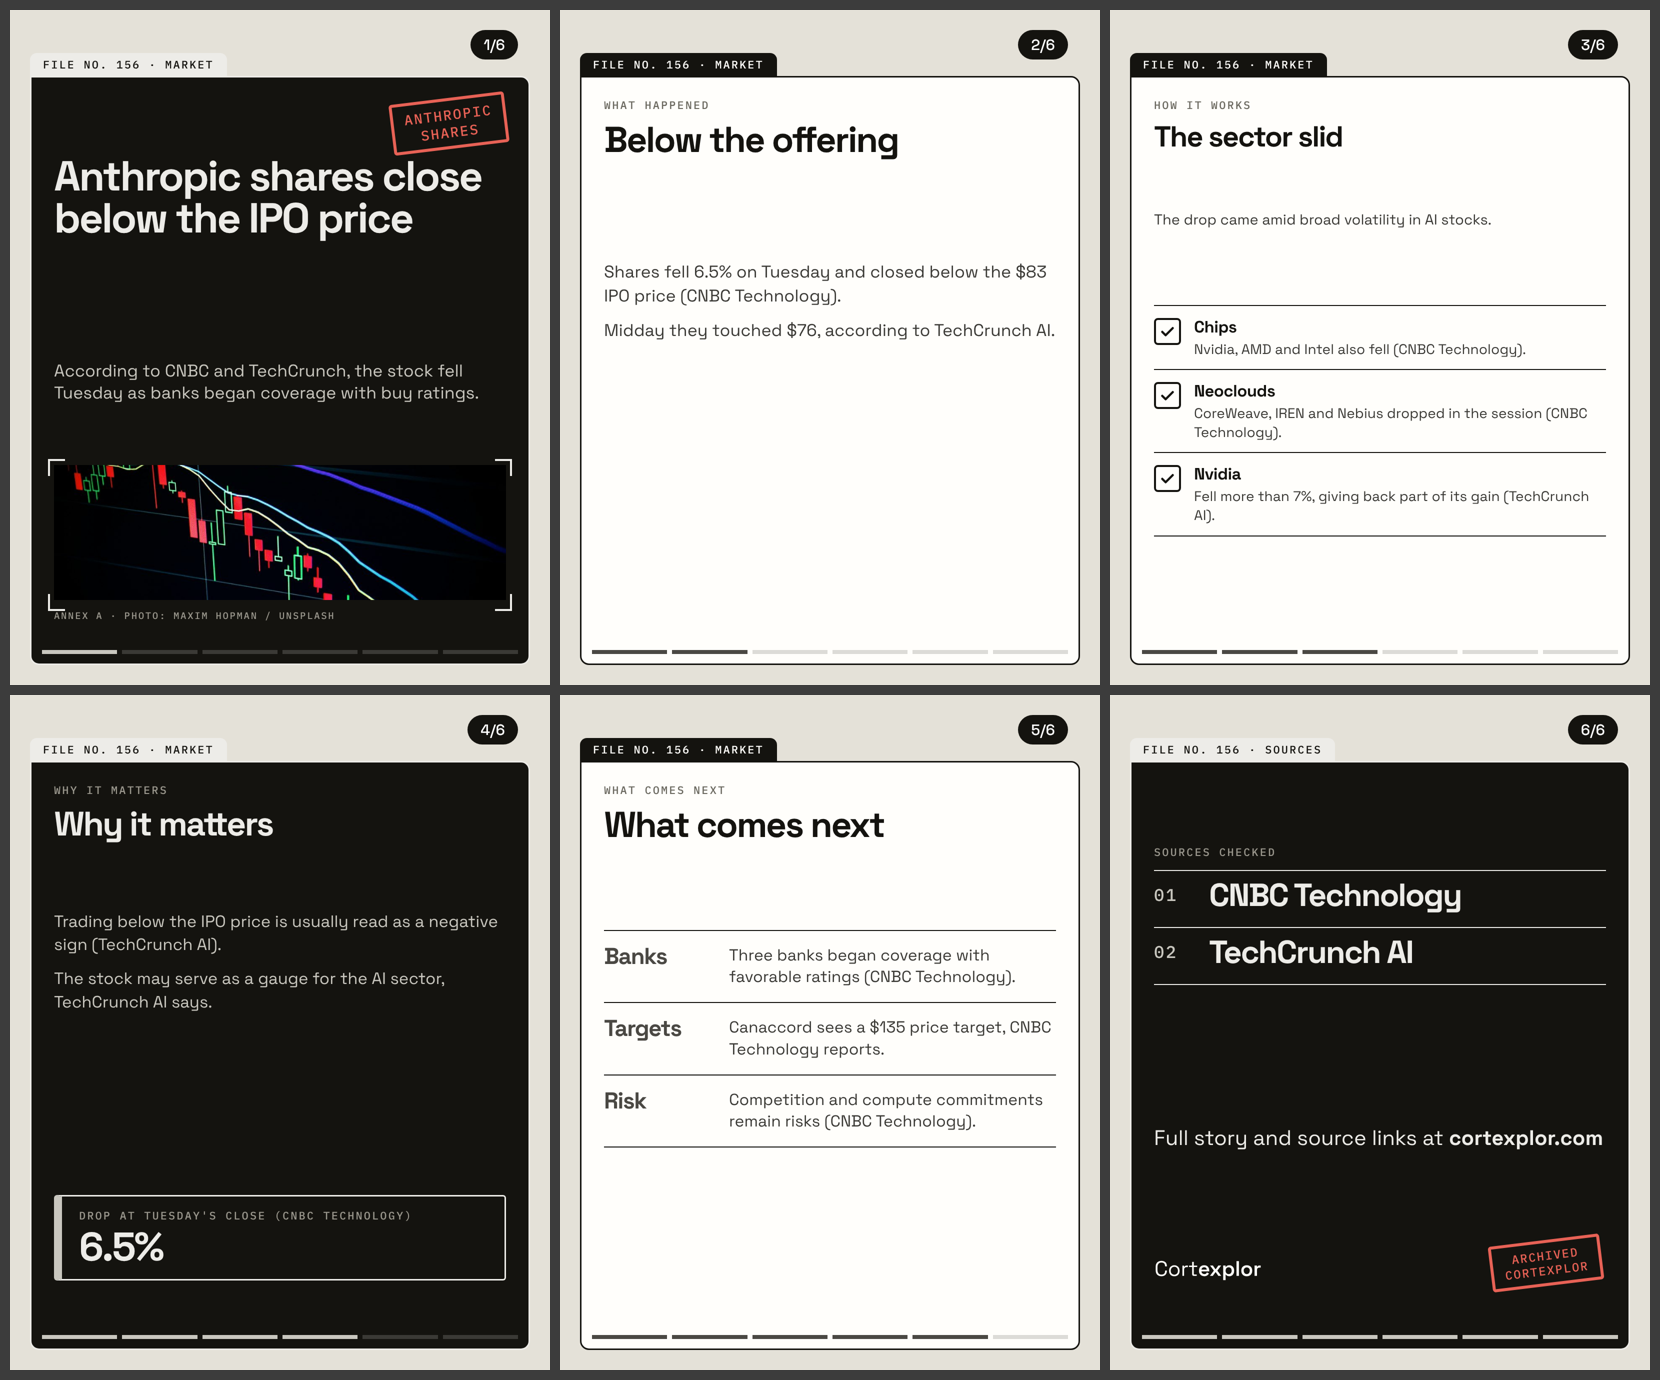 1/6
FILE NO. 156 · MARKET
ANTHROPIC
SHARES
Anthropic shares close
below the IPO price
According to CNBC and TechCrunch, the stock fell
Tuesday as banks began coverage with buy ratings.
ANNEX A · PHOTO: MAXIM HOPMAN / UNSPLASH
2/6
FILE NO. 156 · MARKET
WHAT HAPPENED
Below the offering
Shares fell 6.5% on Tuesday and closed below the $83
IPO price (CNBC Technology).
Midday they touched $76, according to TechCrunch AI.
3/6
FILE NO. 156 · MARKET
HOW IT WORKS
The sector slid
The drop came amid broad volatility in AI stocks.
Chips
Nvidia, AMD and Intel also fell (CNBC Technology).
Neoclouds
CoreWeave, IREN and Nebius dropped in the session (CNBC
Technology).
Nvidia
Fell more than 7%, giving back part of its gain (TechCrunch
AI).
4/6
FILE NO. 156 · MARKET
WHY IT MATTERS
Why it matters
Trading below the IPO price is usually read as a negative
sign (TechCrunch AI).
The stock may serve as a gauge for the AI sector,
TechCrunch AI says.
DROP AT TUESDAY'S CLOSE (CNBC TECHNOLOGY)
6.5%
5/6
FILE NO. 156 · MARKET
WHAT COMES NEXT
What comes next
Banks
Three banks began coverage with
favorable ratings (CNBC Technology).
Targets
Canaccord sees a $135 price target, CNBC
Technology reports.
Risk
Competition and compute commitments
remain risks (CNBC Technology).
6/6
FILE NO. 156 · SOURCES
SOURCES CHECKED
01 CNBC Technology
02 TechCrunch AI
Full story and source links at cortexplor.com
Cortexplor
ARCHIVED
CORTEXPLOR